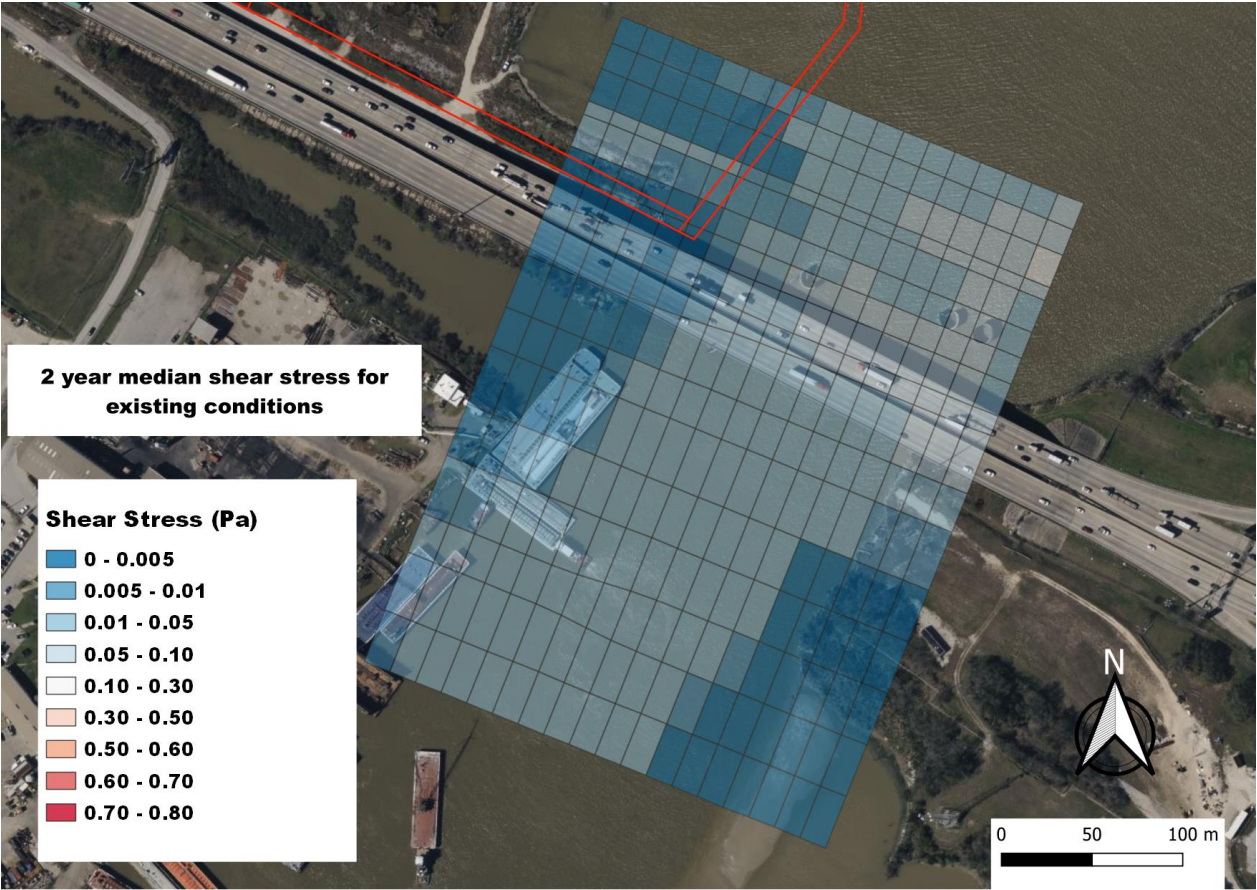 2 year median shear stress for
existing conditions
Shear Stress (Pa)
0 - 0.005
0.005 - 0.01
0.01 - 0.05
0.05 - 0.10
0.10 - 0.30
0.30 - 0.50
0.50 - 0.60
0.60 - 0.70
0.70 - 0.80
N
0 50 100 m